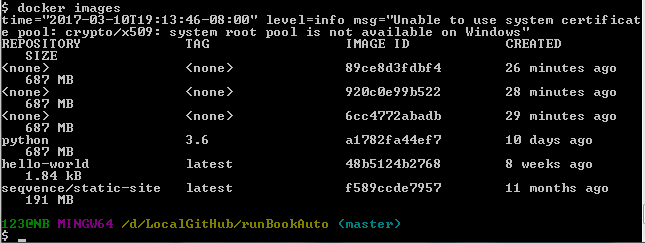 $ docker images
time="2017-03-10T19:13:46-08:00" level=info msg="Unable to use system certificat
e pool: crypto/x509: system root pool is not available on Windows"
REPOSITORY TAG IMAGE ID CREATED
SIZE
<none> <none> 89ce8d3fdbf4 26 minutes ago
687 MB
<none> <none> 920c0e99b522 28 minutes ago
687 MB
<none> <none> 6cc4772abadb 29 minutes ago
687 MB
python 3.6 a1782fa44ef7 10 days ago
687 MB
hello-world latest 48b5124b2768 8 weeks ago
1.84 kB
seqvence/static-site latest f589ccde7957 11 months ago
191 MB
123@NB MINGW64 /d/LocalGitHub/runBookAuto (master)
$